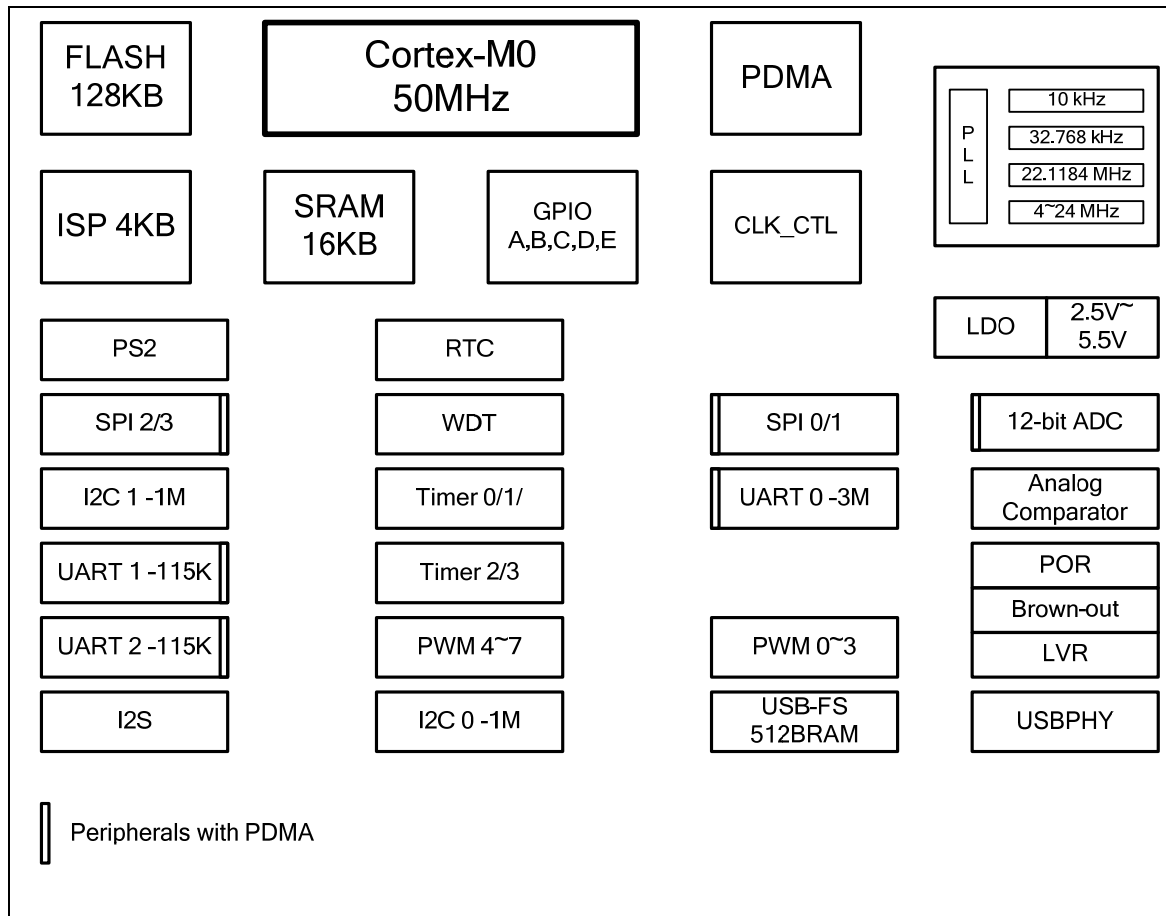 FLASH
128KB
Cortex-M0
50MHz
PDMA
P
L
L
10 kHz
32.768 kHz
22.1184 MHz
4~24 MHz
ISP 4KB
SRAM
16KB
GPIO
A,B,C,D,E
CLK_CTL
LDO
2.5V~
5.5V
PS2
RTC
SPI 2/3
WDT
SPI 0/1
12-bit ADC
I2C 1 -1M
Timer 0/1/
UART 0 -3M
Analog
Comparator
UART 1 -115K
Timer 2/3
POR
Brown-out
UART 2 -115K
PWM 4~7
PWM 0~3
LVR
I2S
I2C 0 -1M
USB-FS
512BRAM
USBPHY
Peripherals with PDMA